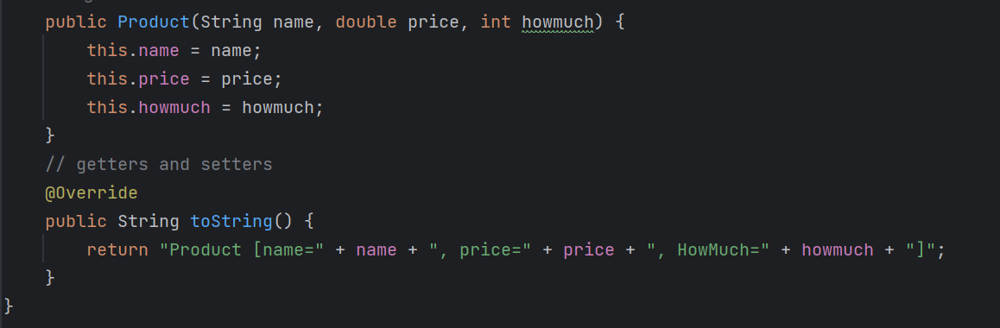 public Product(String name, double price, int howmuch) {
this.name = name;
this.price = price;
this.howmuch = howmuch;
}
// getters and setters
@Override
public String toString() {
return "Product [name=" + name + ", price=" + price + ", HowMuch=" + howmuch + "]";
}
}